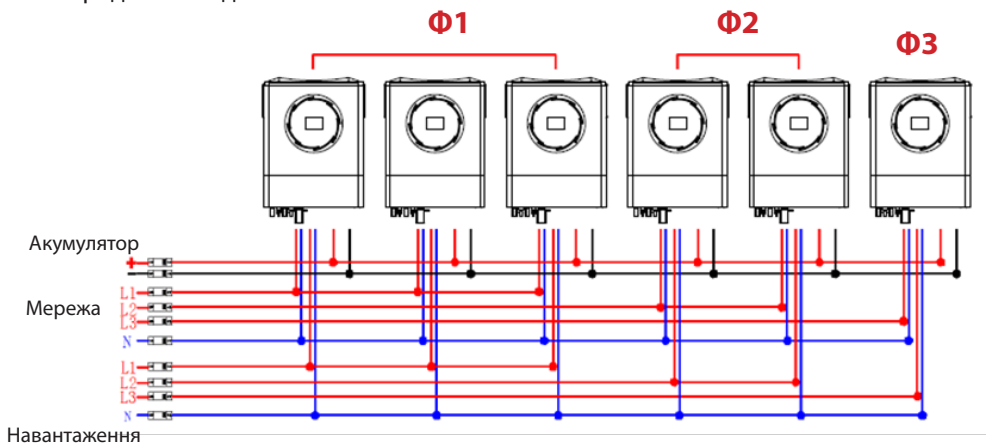 Ф1 Ф2 Ф3
Акумулятор
+
-
L1
Мережа
L2
L3
N
L1
L2
L3
N
Навантаження